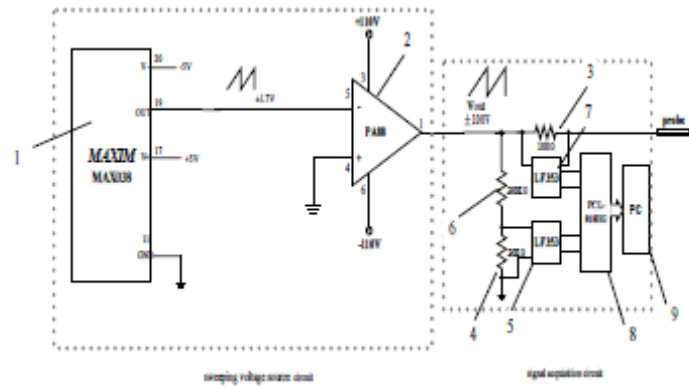 +110V
1
20
V-
-5V
19
OUT
±1.7V
MAXIM
MAX038
V+
17
+5V
11
GND
2
3
5
-
PA88
1
+
4
6
-110V
Vout
±100V
3
7
probe
LF353
6
LF353
PC
4
5
8
9
sweeping voltage source circuit
signal acquisition circuit